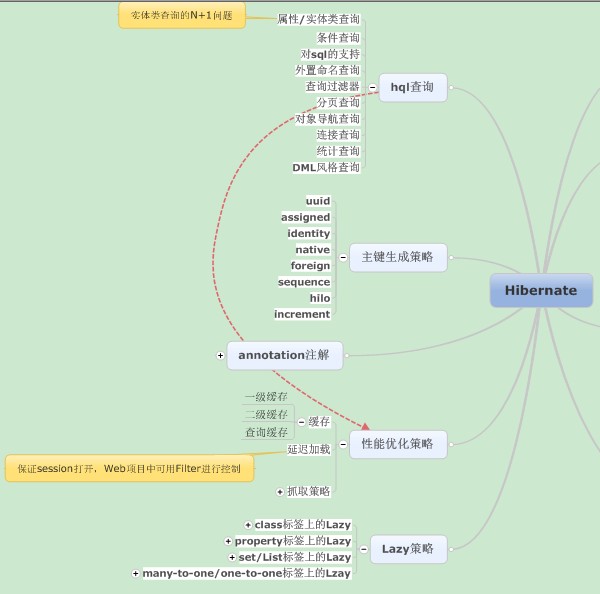 实体类查询的N+1问题
属性/实体类查询
条件查询
对sql的支持
外置命名查询
查询过滤器
分页查询
对象导航查询
连接查询
统计查询
DML风格查询
hql查询
uuid
assigned
identity
native
foreign
sequence
hilo
increment
主键生成策略
Hibernate
annotation注解
一级缓存
二级缓存
查询缓存
缓存
延迟加载
保证session打开，Web项目中可用Filter进行控制
抓取策略
性能优化策略
class标签上的Lazy
property标签上的Lazy
set/List标签上的Lazy
many-to-one/one-to-one标签上的Lzay
Lazy策略